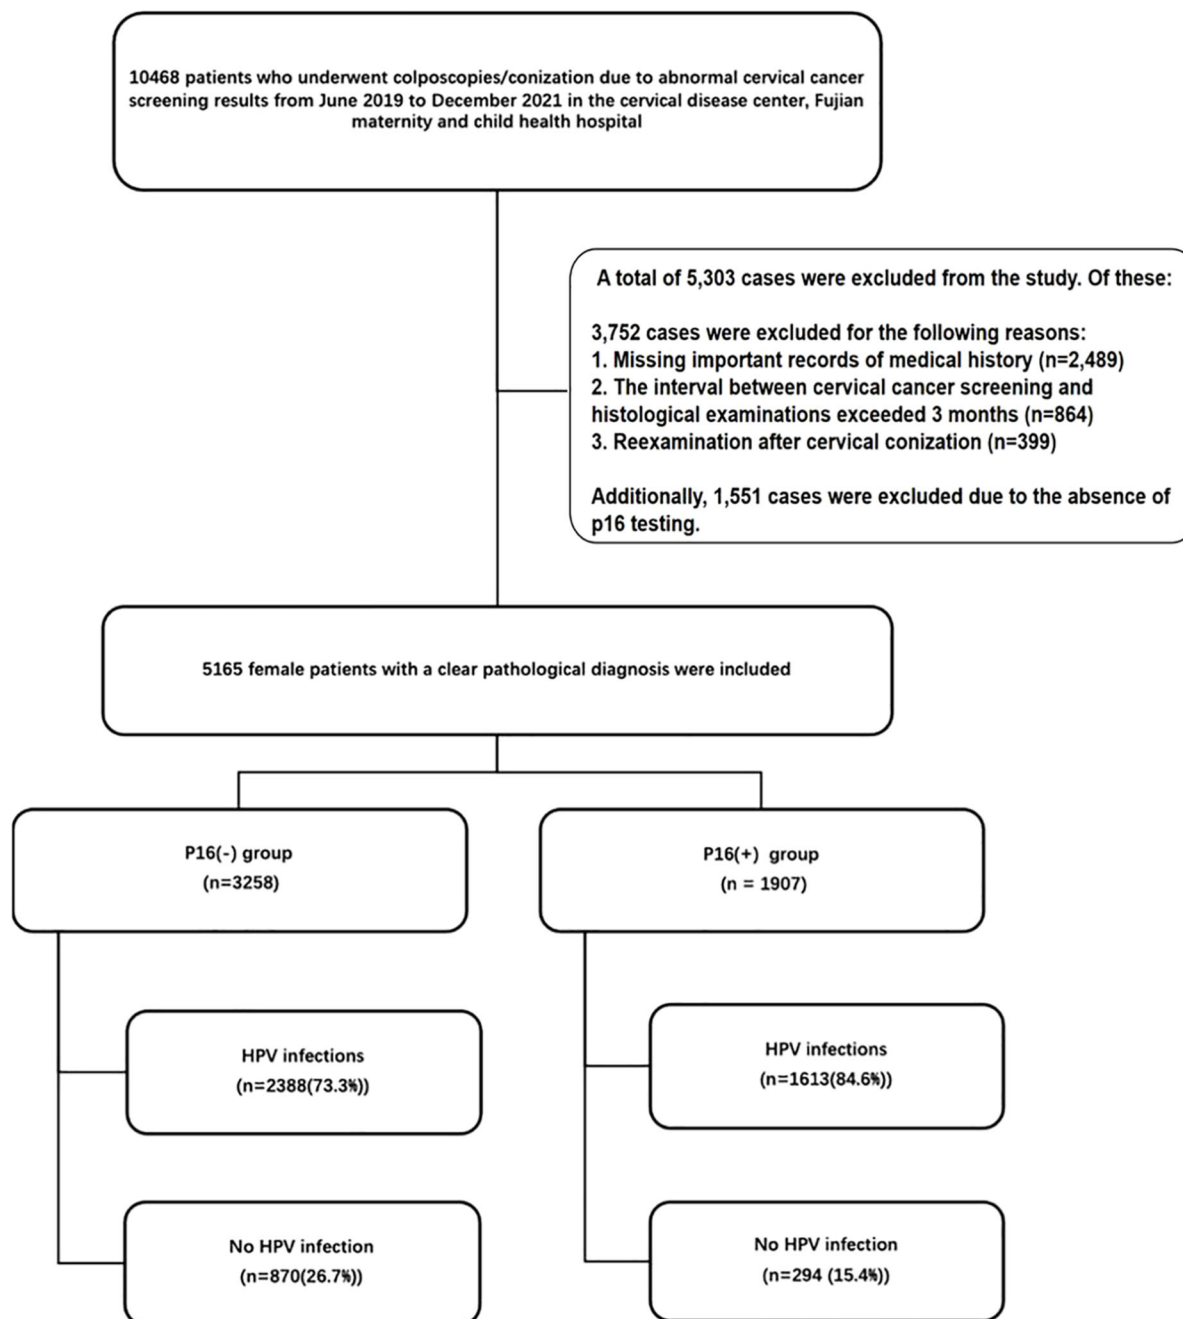 10468 patients who underwent colposcopies/conization due to abnormal cervical cancer
screening results from June 2019 to December 2021 in the cervical disease center, Fujian
maternity and child health hospital
A total of 5,303 cases were excluded from the study. Of these:
3,752 cases were excluded for the following reasons:
1. Missing important records of medical history (n=2,489)
2. The interval between cervical cancer screening and
histological examinations exceeded 3 months (n=864)
3. Reexamination after cervical conization (n=399)
Additionally, 1,551 cases were excluded due to the absence of
p16 testing.
5165 female patients with a clear pathological diagnosis were included
P16(-) group
(n=3258)
P16(+) group
(n = 1907)
HPV infections
(n=2388(73.3%))
HPV infections
(n=1613(84.6%))
No HPV infection
(n=870(26.7%))
No HPV infection
(n=294 (15.4%))